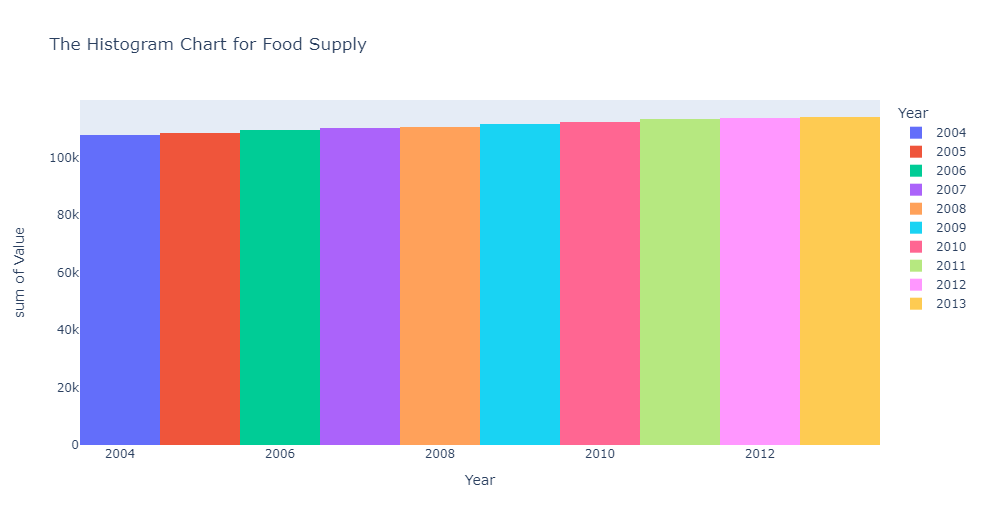 The Histogram Chart for Food Supply
sum of Value
100k
80k
60k
40k
20k
0
2004
2006
2008
2010
2012
Year
Year
2004
2005
2006
2007
2008
2009
2010
2011
2012
2013